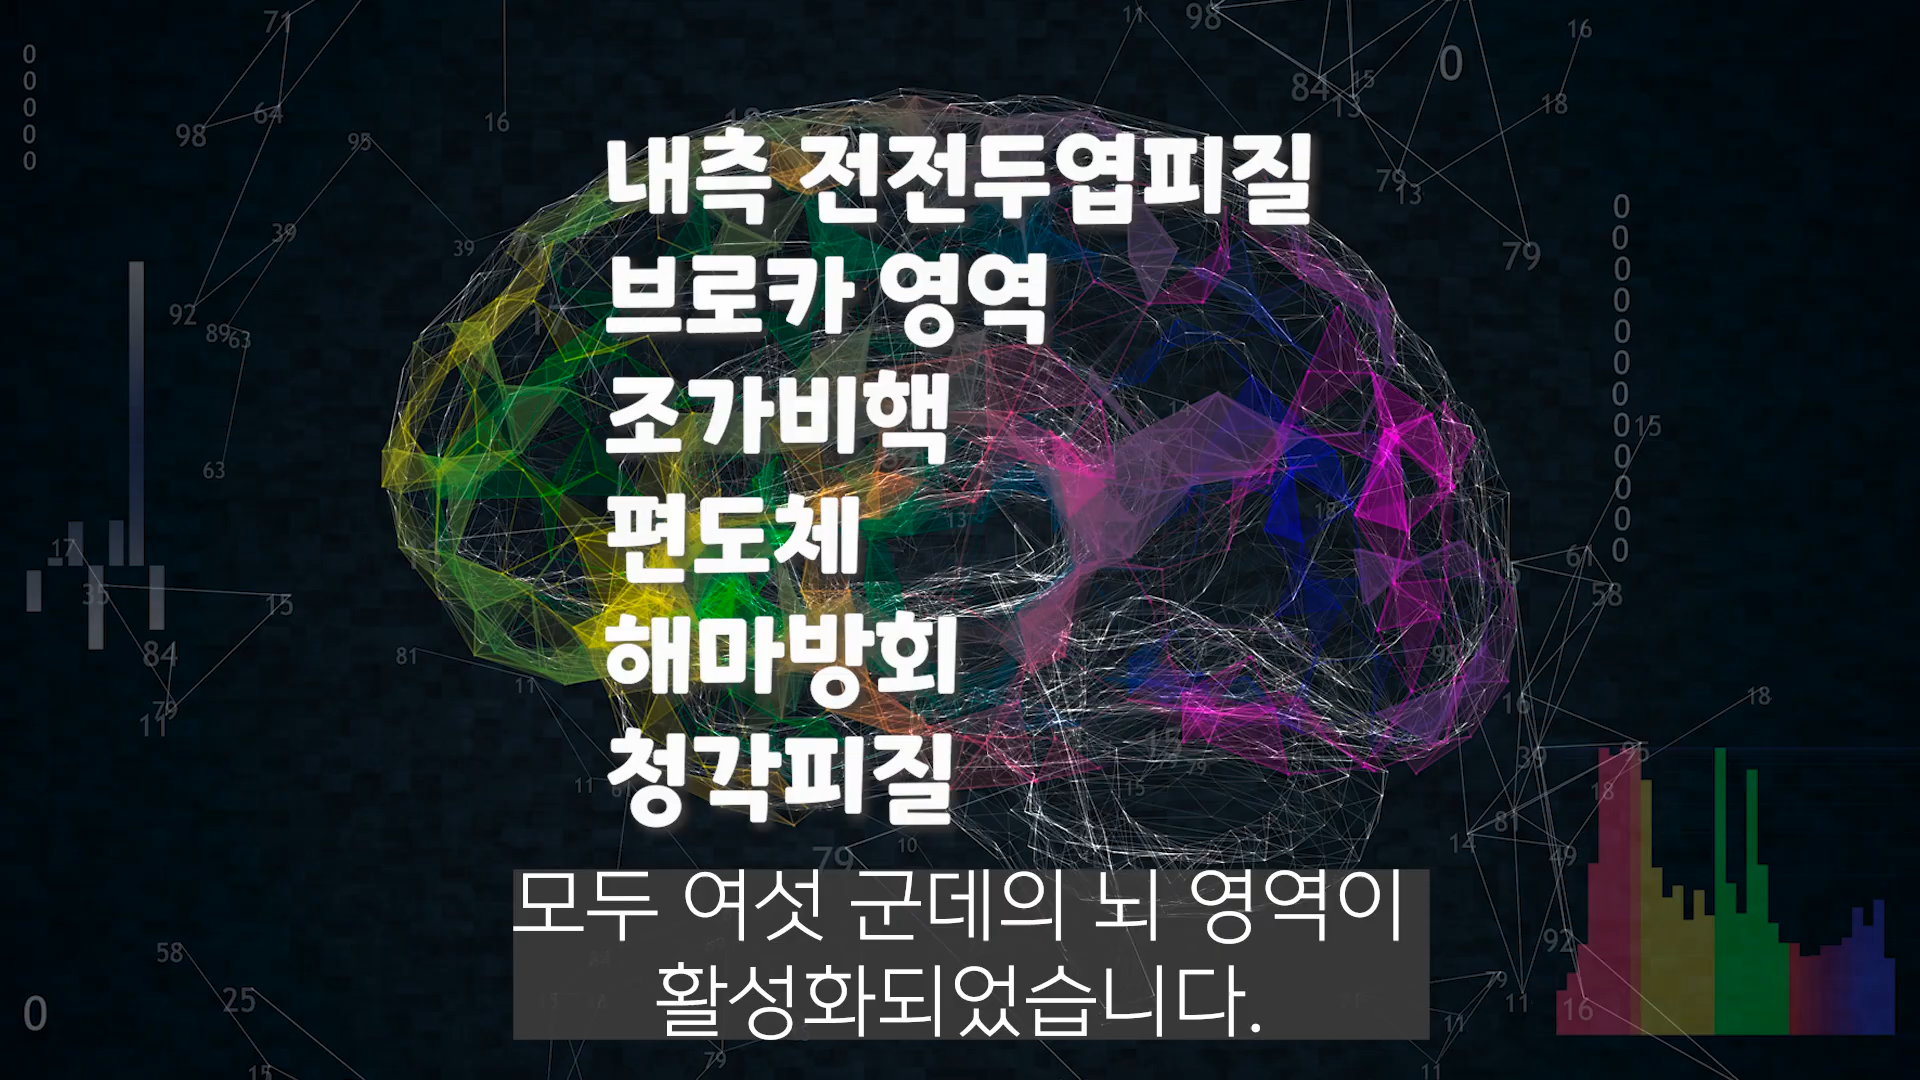 내측 전전두엽피질
브로카 영역
조가비핵
편도체
해마방회
청각피질
모두 여섯 군데의 뇌 영역이
활성화되었습니다.